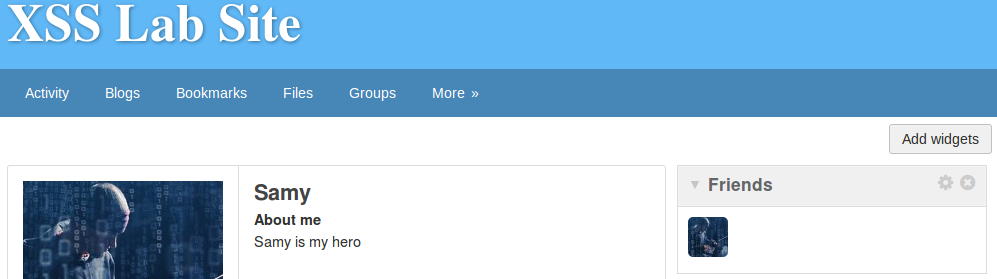 XSS Lab Site
Activity Blogs Bookmarks Files Groups More »
Add widgets
Samy
About me
Samy is my hero
Friends